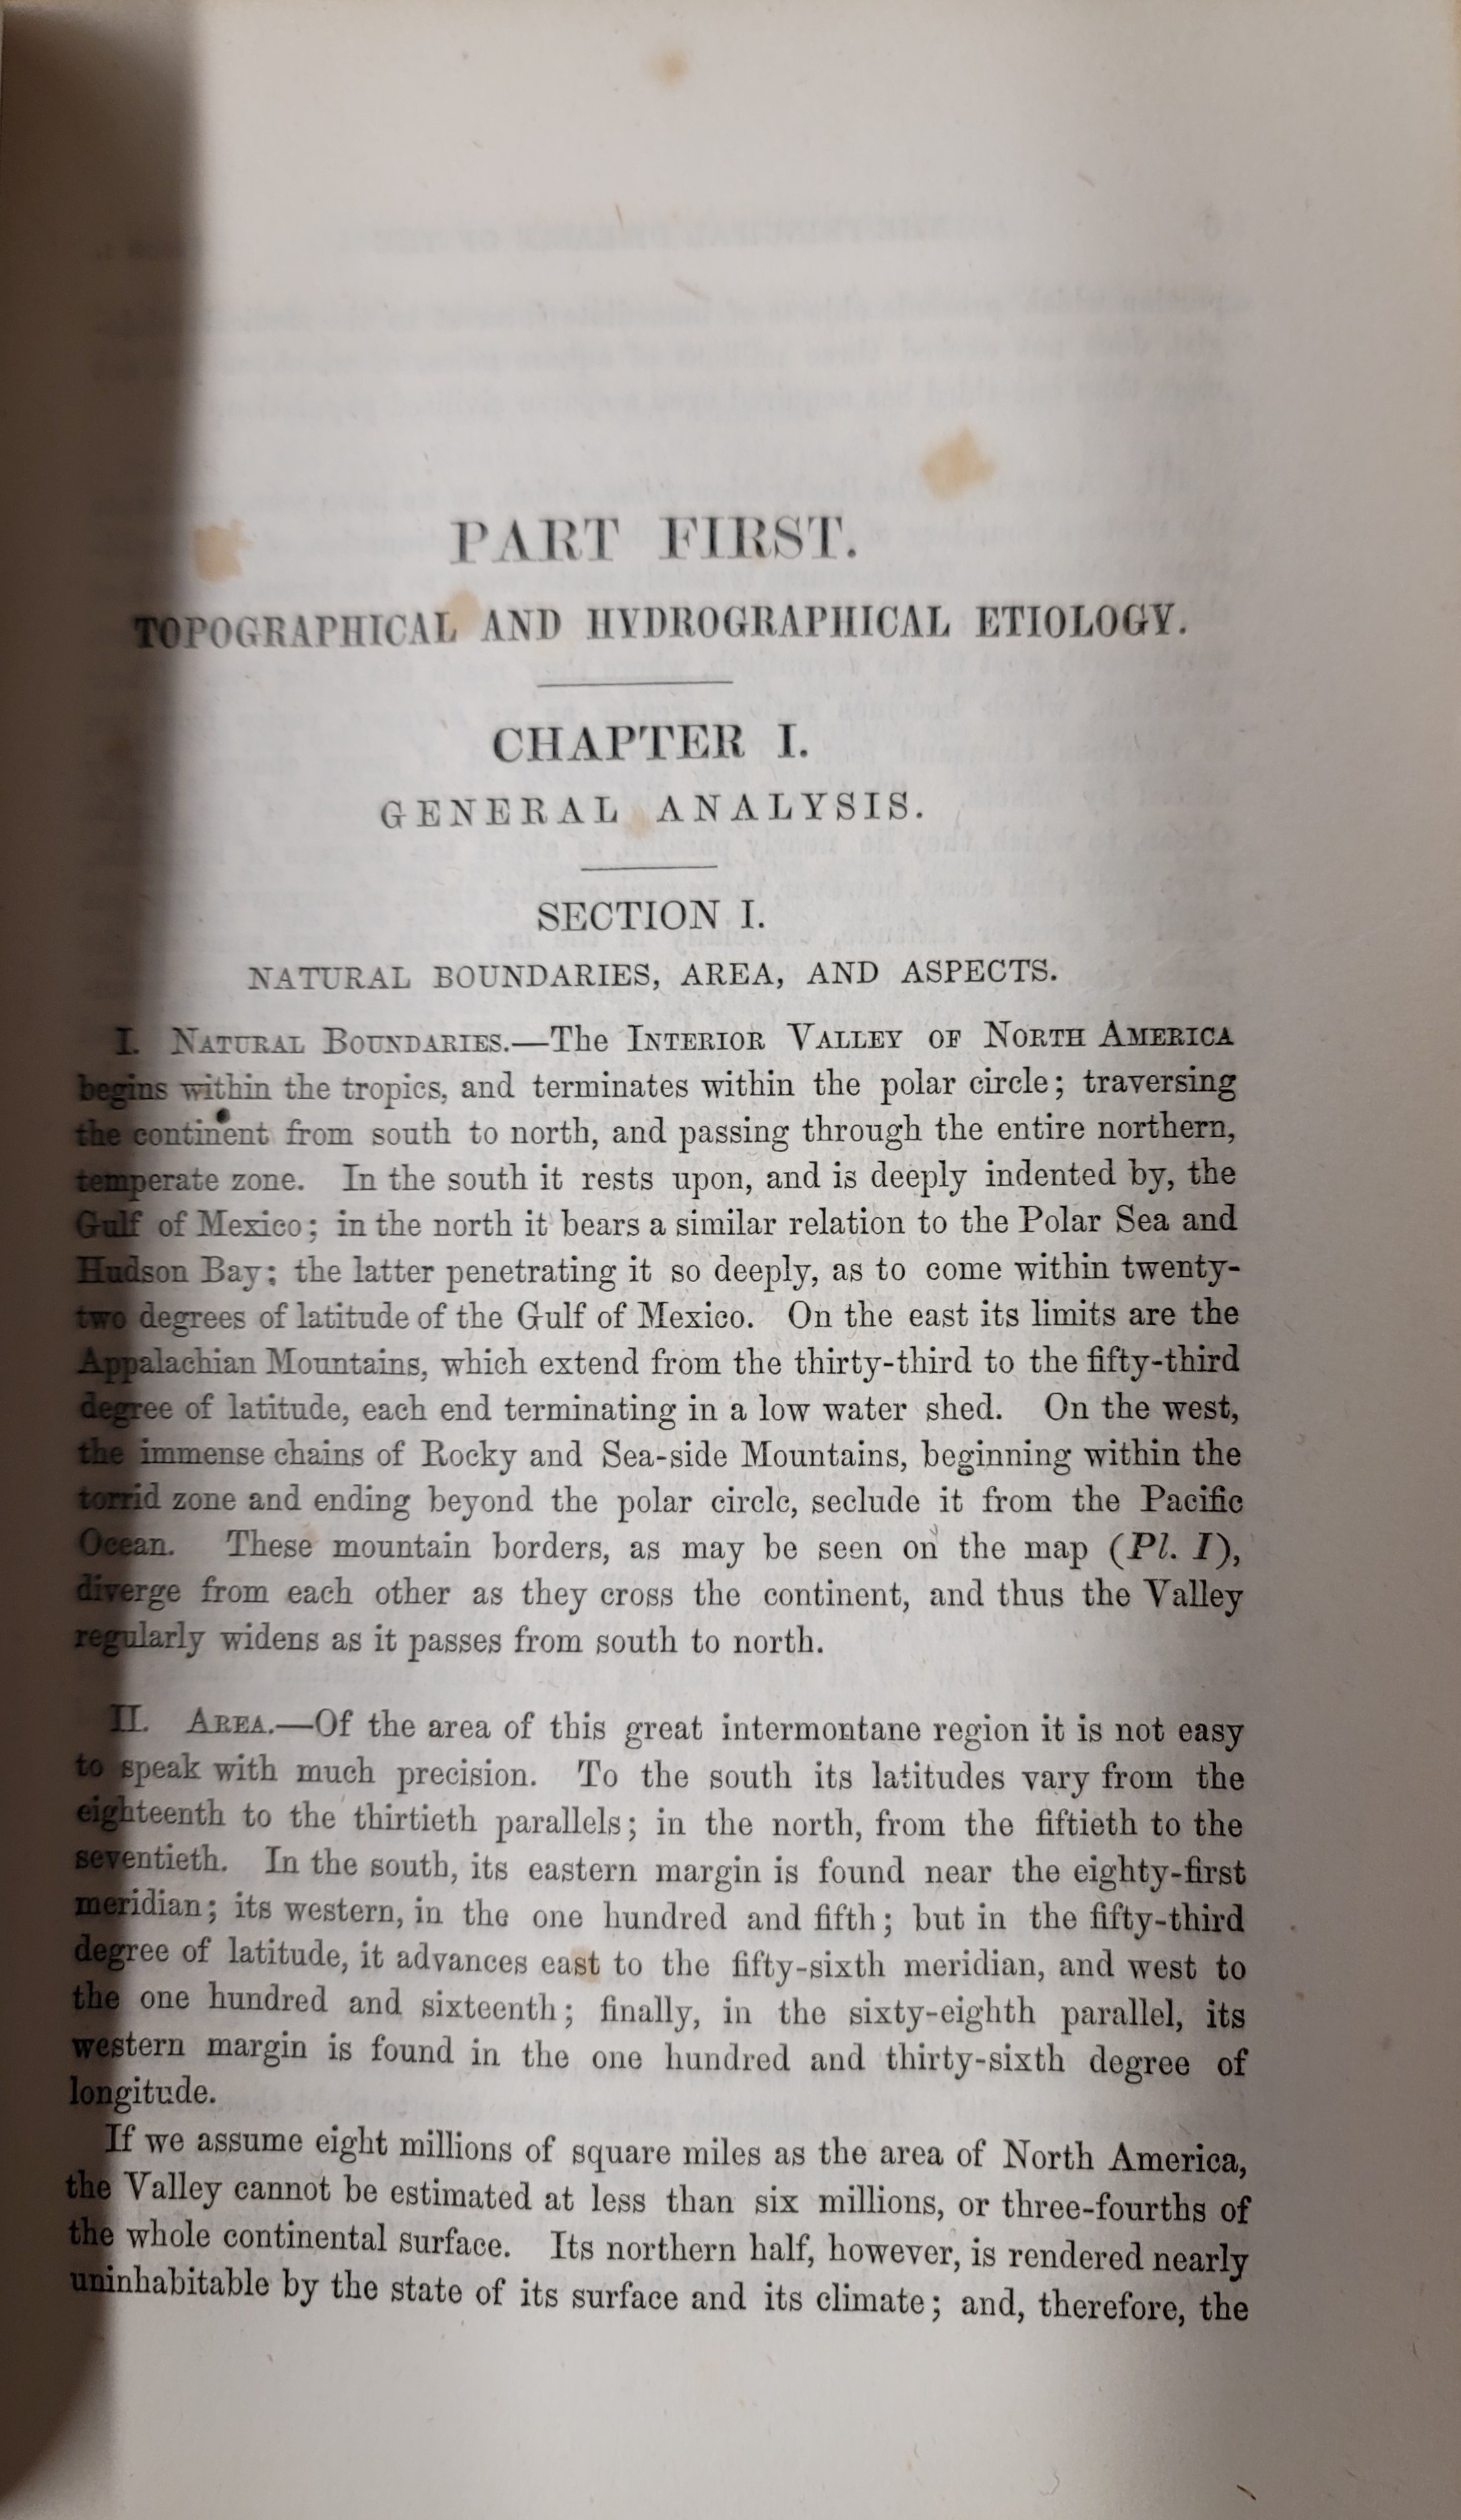 PART FIRST.
TOPOGRAPHICAL AND HYDROGRAPHICAL ETIOLOGY.
CHAPTER I.
GENERAL ANALYSIS.
SECTION I.
NATURAL BOUNDARIES, AREA, AND ASPECTS.
I. NATURAL BOUNDARIES.—The INTERIOR VALLEY OF NORTH AMERICA
begins within the tropics, and terminates within the polar circle; traversing
the continent from south to north, and passing through the entire northern,
temperate zone. In the south it rests upon, and is deeply indented by, the
Gulf of Mexico; in the north it bears a similar relation to the Polar Sea and
Hudson Bay; the latter penetrating it so deeply, as to come within twenty-
two degrees of latitude of the Gulf of Mexico. On the east its limits are the
Appalachian Mountains, which extend from the thirty-third to the fifty-third
degree of latitude, each end terminating in a low water shed. On the west,
the immense chains of Rocky and Sea-side Mountains, beginning within the
torrid zone and ending beyond the polar circle, seclude it from the Pacific
Ocean. These mountain borders, as may be seen on the map (Pl. I),
diverge from each other as they cross the continent, and thus the Valley
regularly widens as it passes from south to north.
II. AREA.—Of the area of this great intermontane region it is not easy
to speak with much precision. To the south its latitudes vary from the
eighteenth to the thirtieth parallels; in the north, from the fiftieth to the
seventieth. In the south, its eastern margin is found near the eighty-first
meridian; its western, in the one hundred and fifth; but in the fifty-third
degree of latitude, it advances east to the fifty-sixth meridian, and west to
the one hundred and sixteenth; finally, in the sixty-eighth parallel, its
western margin is found in the one hundred and thirty-sixth degree of
longitude.
If we assume eight millions of square miles as the area of North America,
the Valley cannot be estimated at less than six millions, or three-fourths of
the whole continental surface. Its northern half, however, is rendered nearly
uninhabitable by the state of its surface and its climate; and, therefore, the